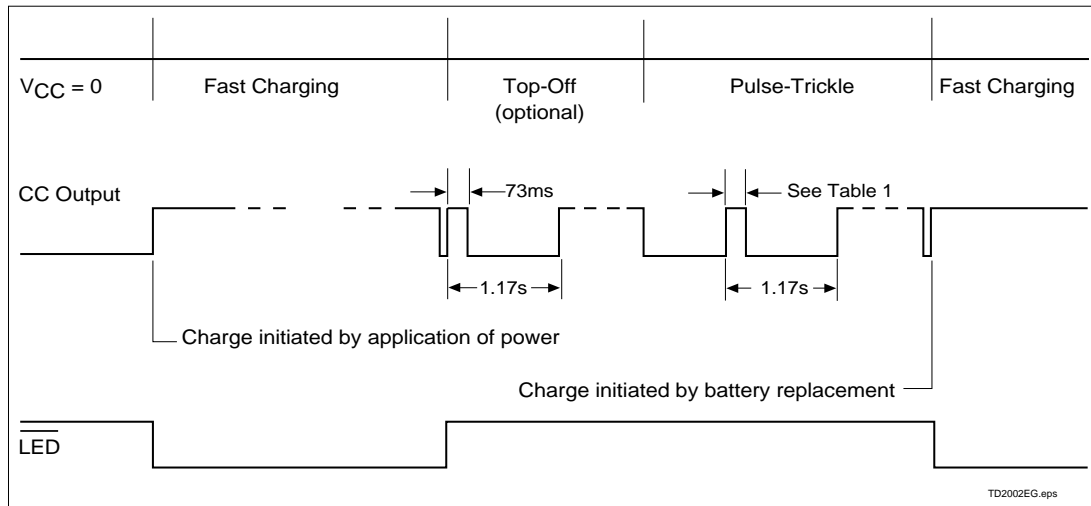 VCC = 0
Fast Charging
Top-Off
(optional)
Pulse-Trickle
Fast Charging
CC Output
73ms
See Table 1
1.17s
1.17s
Charge initiated by application of power
Charge initiated by battery replacement
LED
TD2002EG.eps